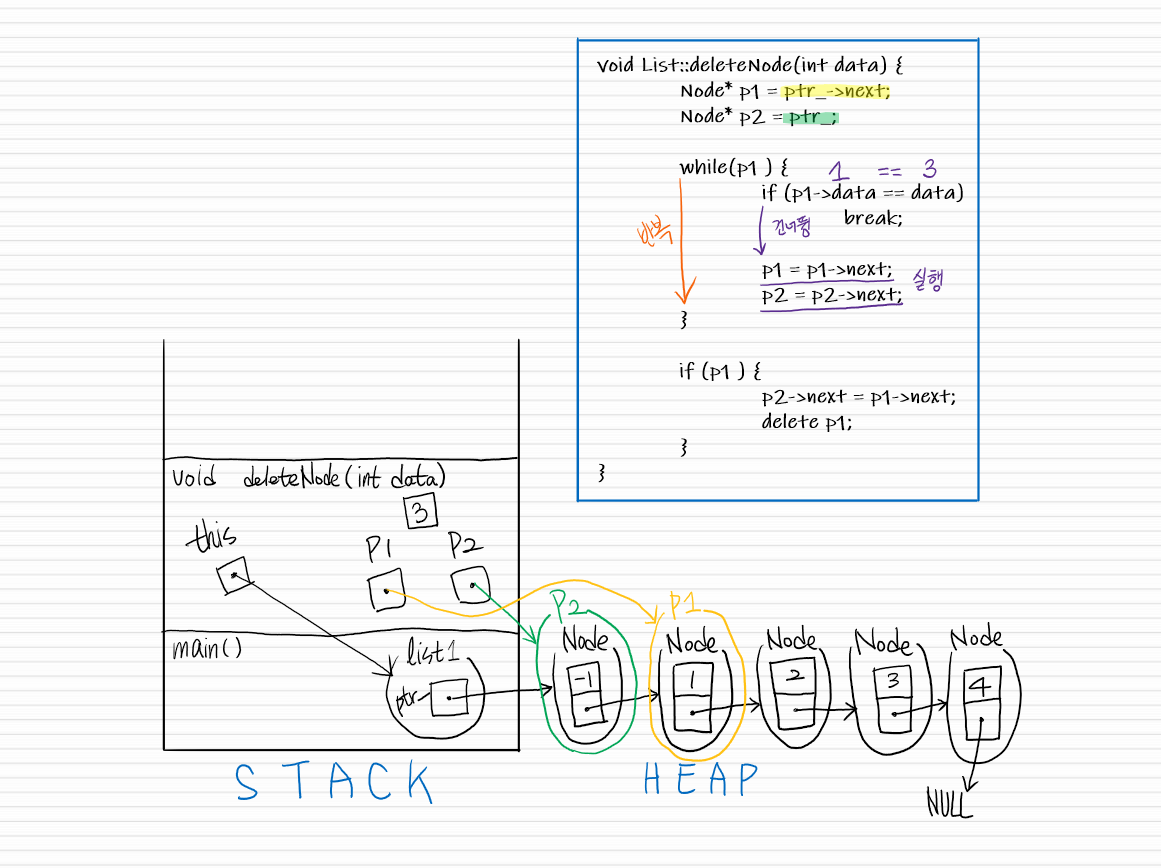 void List::deleteNode(int data) {
Node* p1 = ptr_->next;
Node* p2 = ptr_;
while(p1 ) { 1 == 3
if (p1->data == data)
반복 건너뜀 break;
p1 = p1->next; 실행
p2 = p2->next;
}
if (p1 ) {
p2->next = p1->next;
delete p1;
}
}
void deleteNode(int data)
3
this P1 P2
P2 P1
main() list1 Node Node Node Node Node
ptr_ -1 1 2 3 4
STACK HEAP
NULL